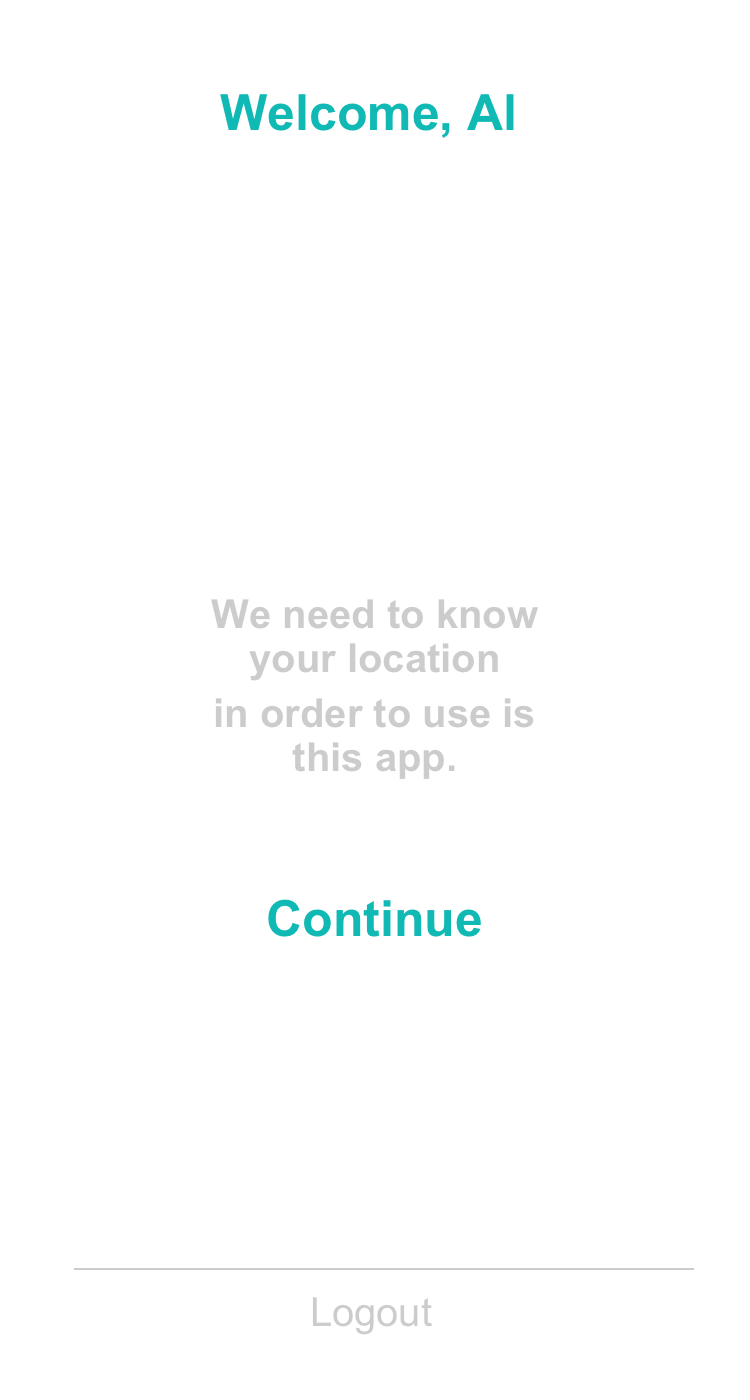 Welcome, Al
We need to know
your location
in order to use is
this app.
Continue
Logout